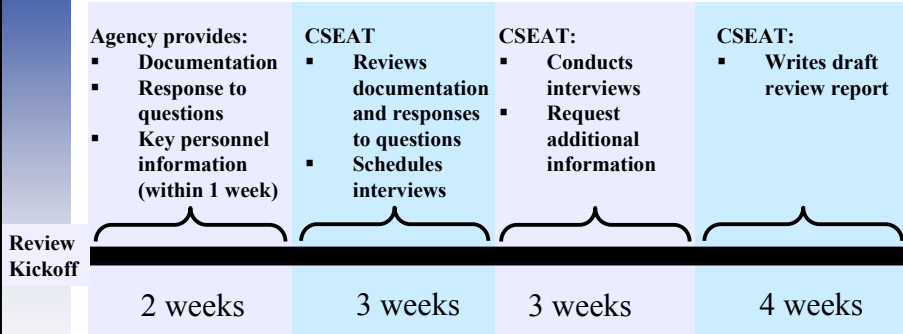 Agency provides:
▪ Documentation
▪ Response to
questions
▪ Key personnel
information
(within 1 week)
CSEAT
▪ Reviews
documentation
and responses
to questions
▪ Schedules
interviews
CSEAT:
▪ Conducts
interviews
▪ Request
additional
information
CSEAT:
▪ Writes draft
review report
Review
Kickoff
2 weeks
3 weeks
3 weeks
4 weeks